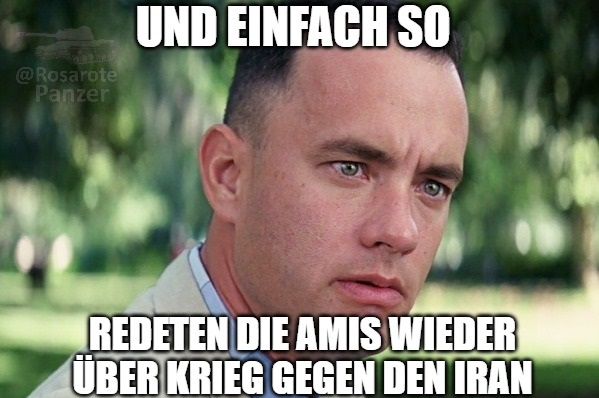 UND EINFACH SO
@Rosarote
Panzer
REDETEN DIE AMIS WIEDER
ÜBER KRIEG GEGEN DEN IRAN